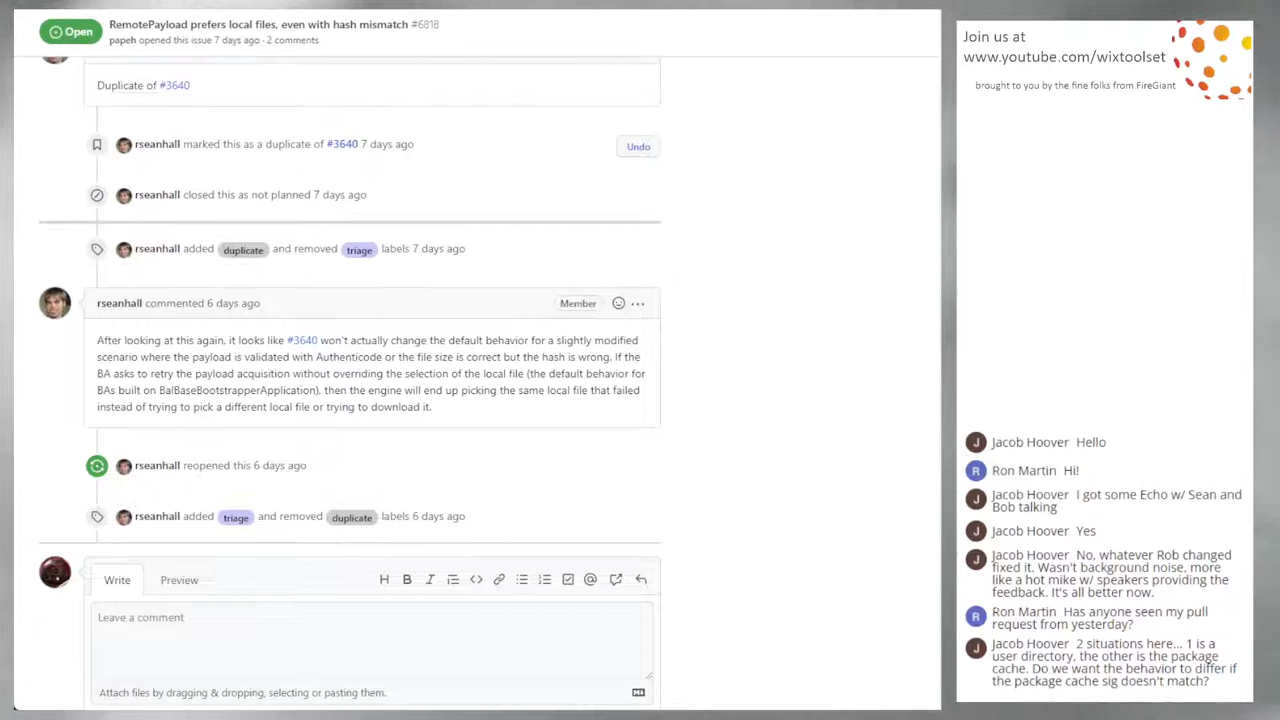 Open
RemotePayload prefers local files, even with hash mismatch #6818
papeh opened this issue 7 days ago · 2 comments
Duplicate of #3640
rseanhall marked this as a duplicate of #3640 7 days ago
Undo
rseanhall closed this as not planned 7 days ago
rseanhall added duplicate and removed triage labels 7 days ago
rseanhall commented 6 days ago
Member
After looking at this again, it looks like #3640 won't actually change the default behavior for a slightly modified
scenario where the payload is validated with Authenticode or the file size is correct but the hash is wrong. If the
BA asks to retry the payload acquisition without overriding the selection of the local file (the default behavior for
BAs built on BalBaseBootstrapperApplication), then the engine will end up picking the same local file that failed
instead of trying to pick a different local file or trying to download it.
rseanhall reopened this 6 days ago
rseanhall added triage and removed duplicate labels 6 days ago
Write
Preview
Leave a comment
Attach files by dragging & dropping, selecting or pasting them.
Join us at
www.youtube.com/wixtoolset
brought to you by the fine folks from FireGiant
J Jacob Hoover Hello
R Ron Martin Hi!
J Jacob Hoover I got some Echo w/ Sean and
Bob talking
J Jacob Hoover Yes
J Jacob Hoover No, whatever Rob changed
fixed it. Wasn't background noise, more
like a hot mike w/ speakers providing the
feedback. It's all better now.
R Ron Martin Has anyone seen my pull
request from yesterday?
J Jacob Hoover 2 situations here... 1 is a
user directory, the other is the package
cache. Do we want the behavior to differ if
the package cache sig doesn't match?